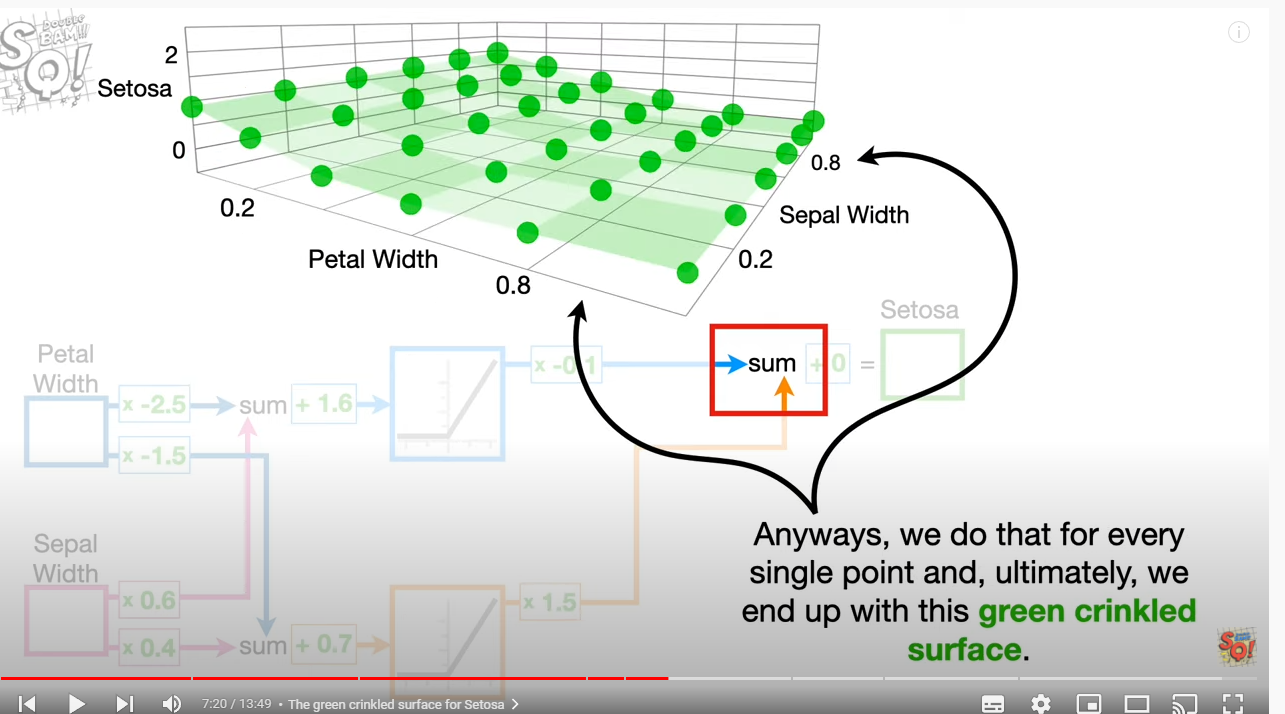 DOUBLE
BAM!!!
SQ!
2
Setosa
0
0.2
Petal Width
0.8
0.8
Sepal Width
0.2
Setosa
Petal
Width
x -2.5
sum
+ 1.6
x -0.1
sum
+ 0
=
x -1.5
Sepal
Width
x 0.6
x 0.4
sum
+ 0.7
x 1.5
Anyways, we do that for every
single point and, ultimately, we
end up with this green crinkled
surface.
SQ!
7:20 / 13:49 • The green crinkled surface for Setosa